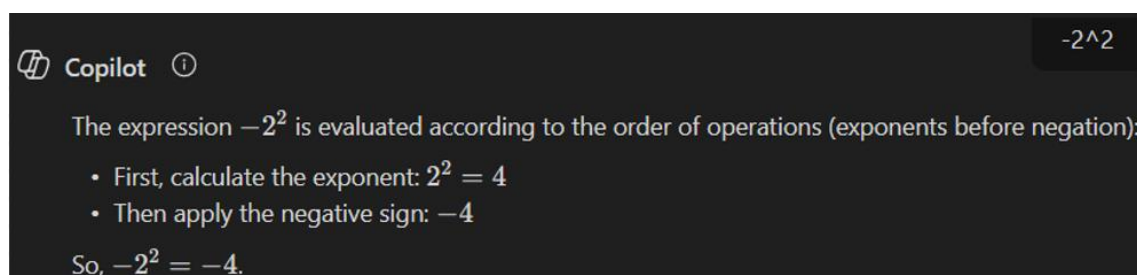 -2^2
Copilot
The expression −2² is evaluated according to the order of operations (exponents before negation):
• First, calculate the exponent: 2² = 4
• Then apply the negative sign: −4
So, −2² = −4.